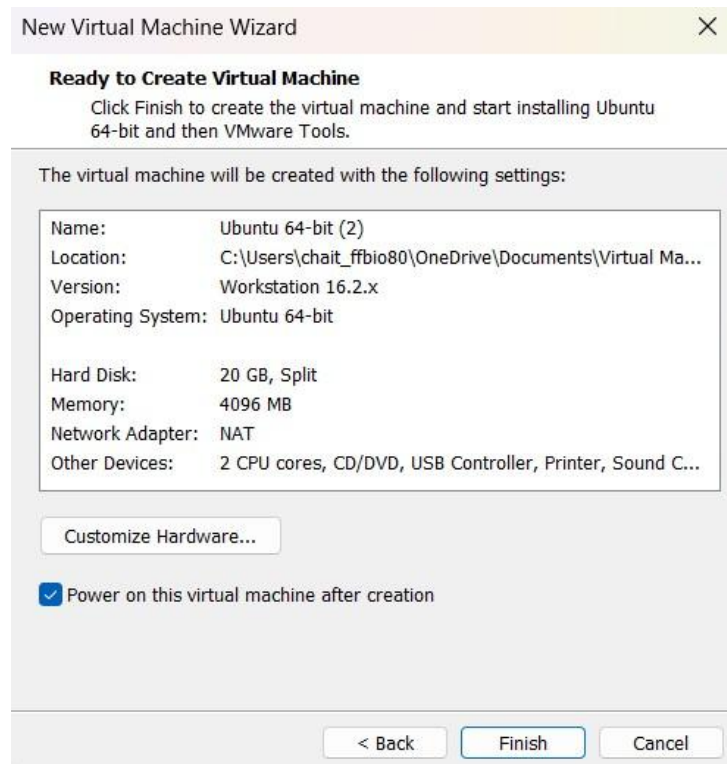 New Virtual Machine Wizard
Ready to Create Virtual Machine
Click Finish to create the virtual machine and start installing Ubuntu
64-bit and then VMware Tools.
The virtual machine will be created with the following settings:
Name: Ubuntu 64-bit (2)
Location: C:\Users\chait_ffbio80\OneDrive\Documents\Virtual Ma...
Version: Workstation 16.2.x
Operating System: Ubuntu 64-bit
Hard Disk: 20 GB, Split
Memory: 4096 MB
Network Adapter: NAT
Other Devices: 2 CPU cores, CD/DVD, USB Controller, Printer, Sound C...
Customize Hardware...
Power on this virtual machine after creation
< Back Finish Cancel